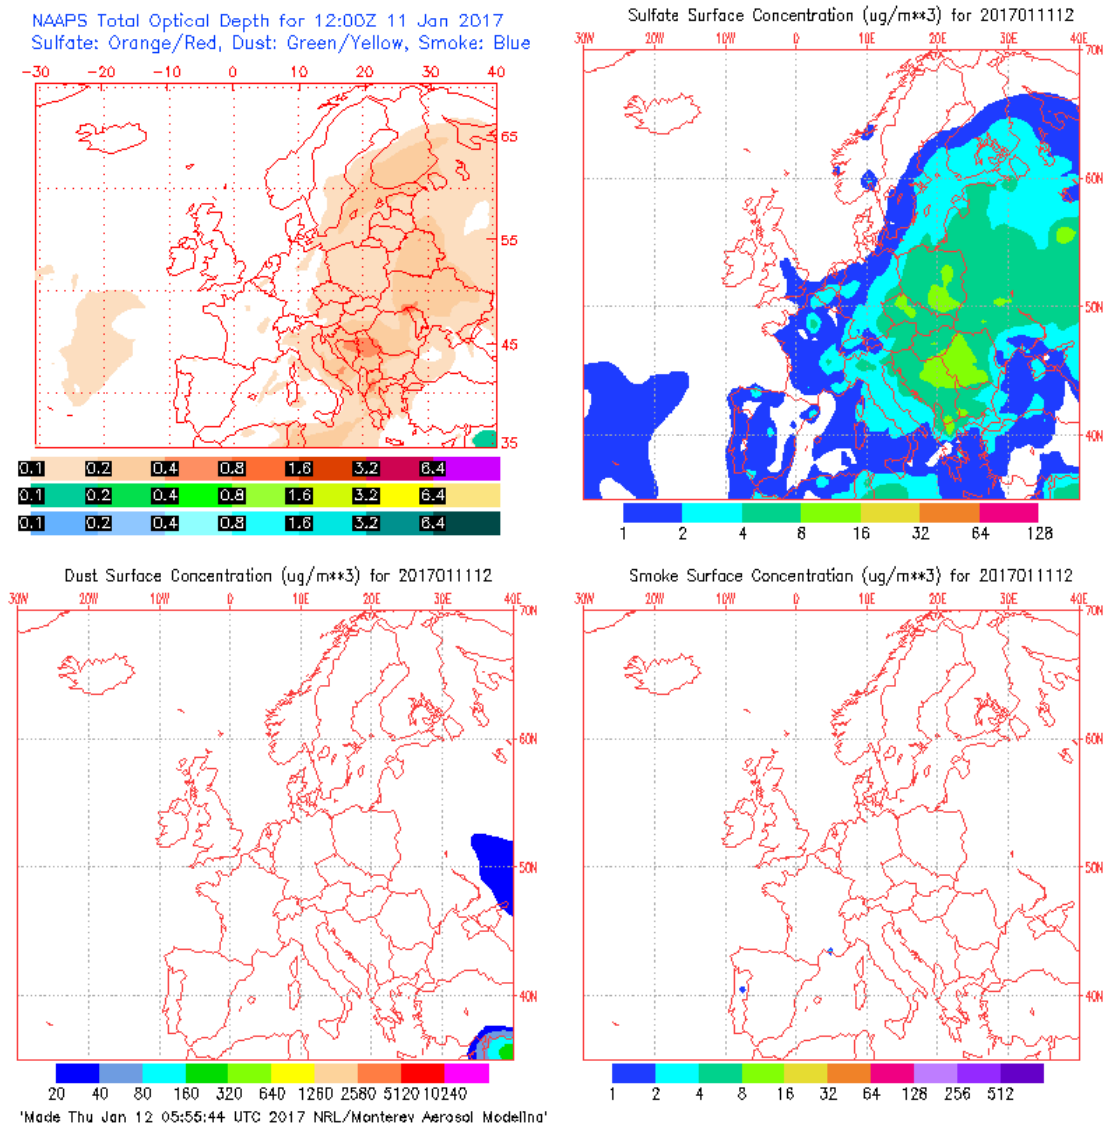 NAAPS Total Optical Depth for 12:00Z 11 Jan 2017
Sulfate: Orange/Red, Dust: Green/Yellow, Smoke: Blue
-30 -20 -10 0 10 20 30 40
65
55
45
35
0.1 0.2 0.4 0.8 1.6 3.2 6.4
0.1 0.2 0.4 0.8 1.6 3.2 6.4
0.1 0.2 0.4 0.8 1.6 3.2 6.4
Sulfate Surface Concentration (ug/m**3) for 2017011112
30W 20W 10W 0 10E 20E 30E 40E
70N
60N
50N
40N
1 2 4 8 16 32 64 128
Dust Surface Concentration (ug/m**3) for 2017011112
30W 20W 10W 0 10E 20E 30E 40E
70N
60N
50N
40N
20 40 80 160 320 640 1260 2580 5120 10240
Smoke Surface Concentration (ug/m**3) for 2017011112
30W 20W 10W 0 10E 20E 30E 40E
70N
60N
50N
40N
1 2 4 8 16 32 64 128 256 512
'Made Thu Jan 12 05:55:44 UTC 2017 NRL/Monterey Aerosol Modeling'